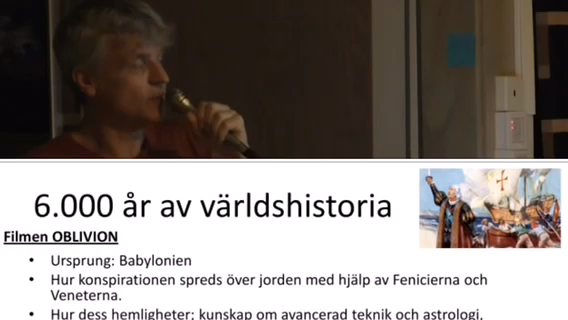 6.000 år av världshistoria
Filmen OBLIVION
• Ursprung: Babylonien
• Hur konspirationen spreds över jorden med hjälp av Fenicierna och
Veneterna.
• Hur dess hemligheter: kunskap om avancerad teknik och astrologi,